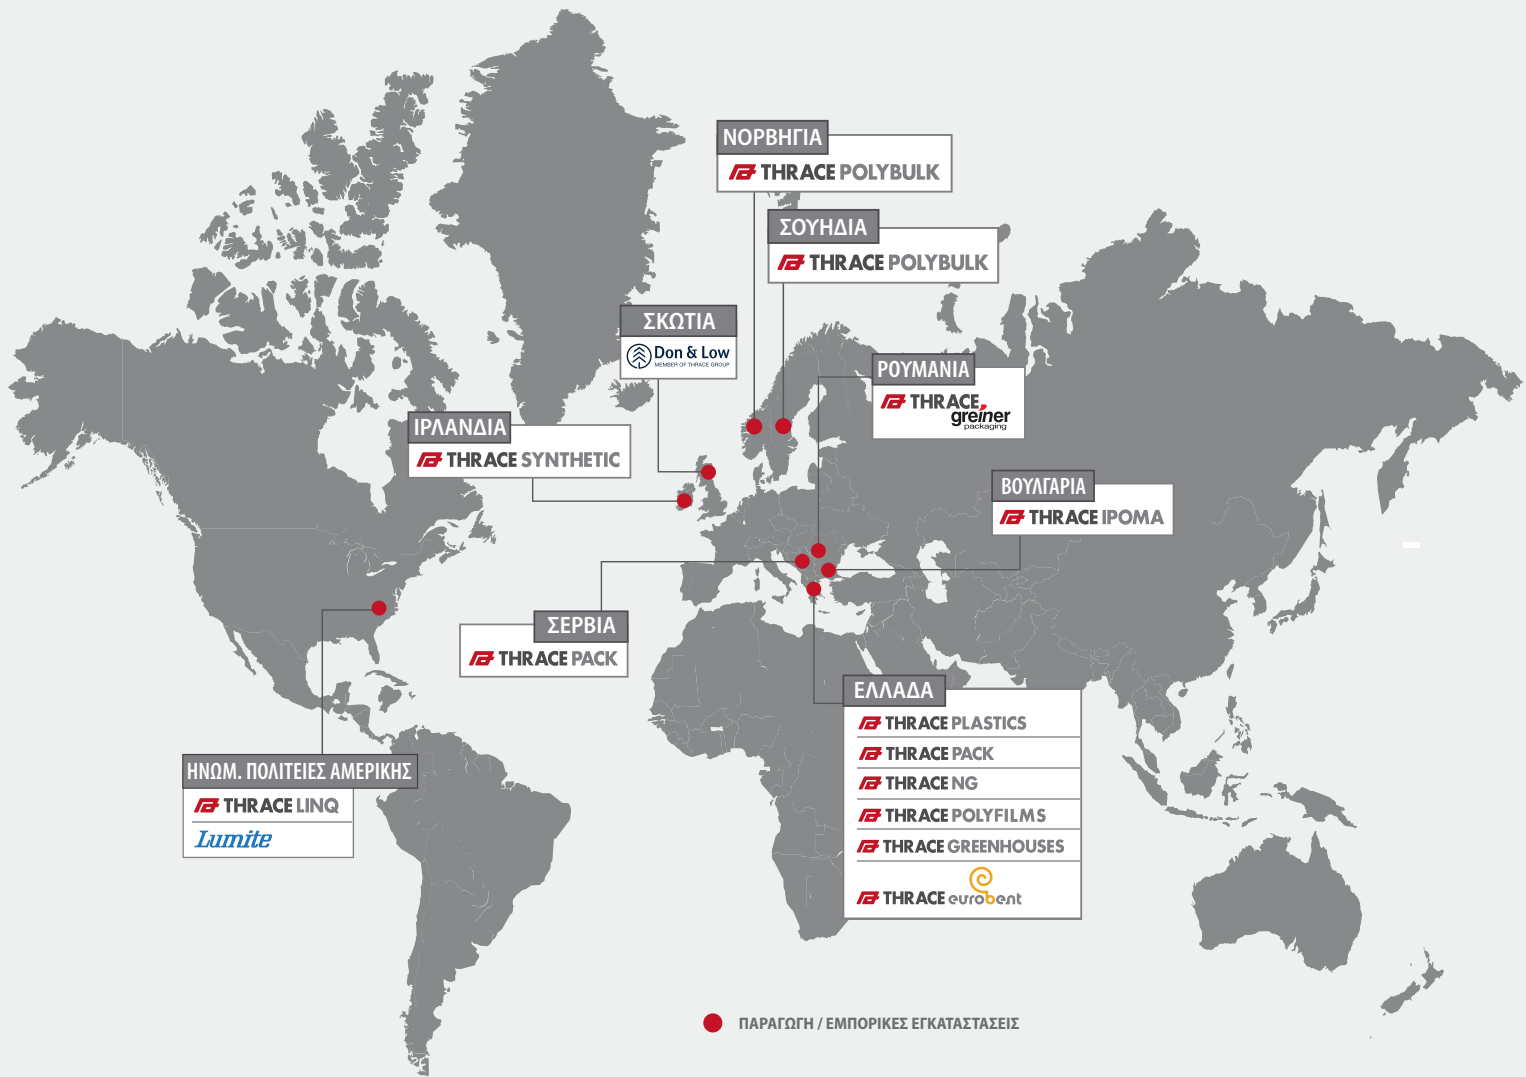 ΝΟΡΒΗΓΙΑ
THRACE POLYBULK
ΣΟΥΗΔΙΑ
THRACE POLYBULK
ΣΚΩΤΙΑ
Don & Low
MEMBER OF THRACE GROUP
ΡΟΥΜΑΝΙΑ
THRACE
greiner
packaging
ΙΡΛΑΝΔΙΑ
THRACE SYNTHETIC
ΒΟΥΛΓΑΡΙΑ
THRACE IPOMA
ΣΕΡΒΙΑ
THRACE PACK
ΕΛΛΑΔΑ
THRACE PLASTICS
THRACE PACK
THRACE NG
THRACE POLYFILMS
THRACE GREENHOUSES
THRACE eurobent
ΗΝΩΜ. ΠΟΛΙΤΕΙΕΣ ΑΜΕΡΙΚΗΣ
THRACE LINQ
Lumite
ΠΑΡΑΓΩΓΗ / ΕΜΠΟΡΙΚΕΣ ΕΓΚΑΤΑΣΤΑΣΕΙΣ